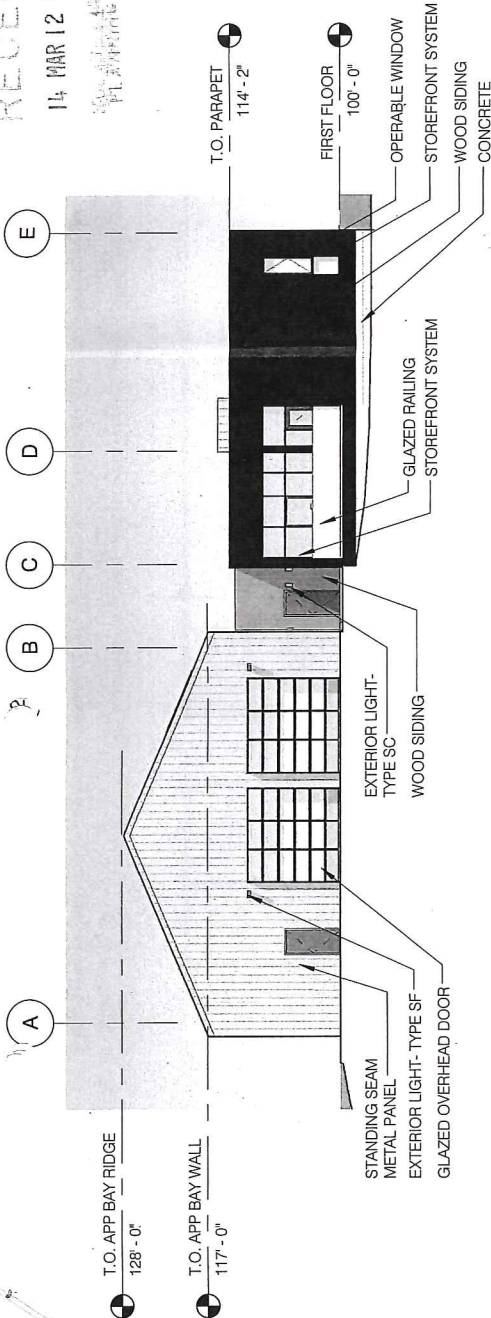 14 MAR 12
A
B
C
D
E
T.O. APP BAY RIDGE
128' - 0"
T.O. APP BAY WALL
117' - 0"
T.O. PARAPET
114' - 2"
FIRST FLOOR
100' - 0"
OPERABLE WINDOW
STOREFRONT SYSTEM
WOOD SIDING
CONCRETE
GLAZED RAILING
STOREFRONT SYSTEM
EXTERIOR LIGHT-
TYPE SC
WOOD SIDING
STANDING SEAM
METAL PANEL
EXTERIOR LIGHT- TYPE SF
GLAZED OVERHEAD DOOR